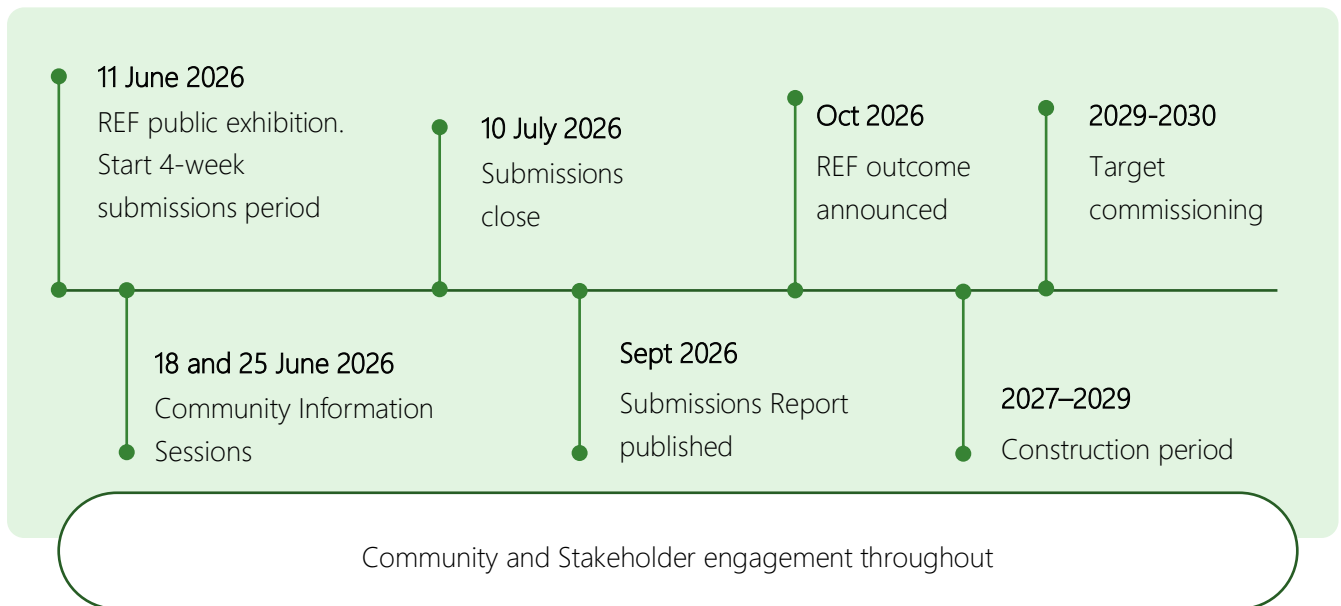 11 June 2026
REF public exhibition.
Start 4-week
submissions period
18 and 25 June 2026
Community Information
Sessions
10 July 2026
Submissions
close
Sept 2026
Submissions Report
published
Oct 2026
REF outcome
announced
2027–2029
Construction period
2029-2030
Target
commissioning
Community and Stakeholder engagement throughout